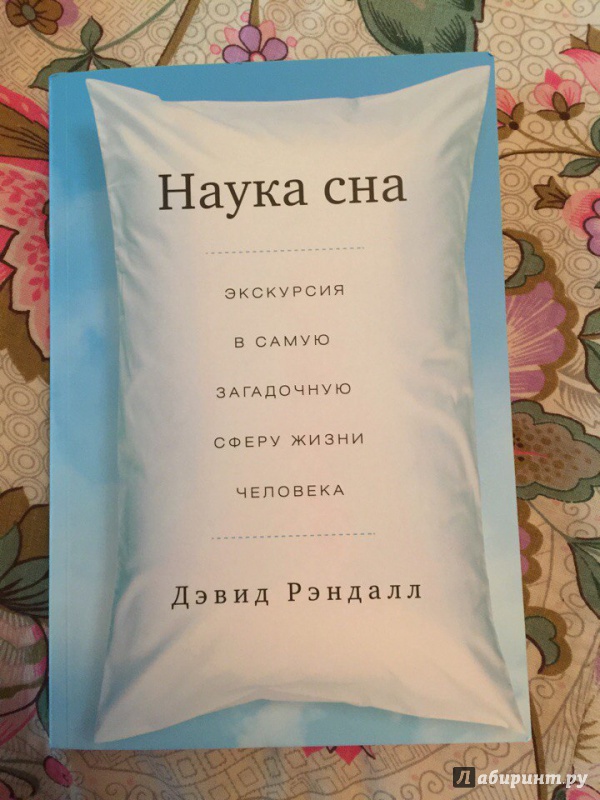 Наука сна
ЭКСКУРСИЯ
В САМУЮ
ЗАГАДОЧНУЮ
СФЕРУ ЖИЗНИ
ЧЕЛОВЕКА
Дэвид Рэндалл
Лабиринт.ру